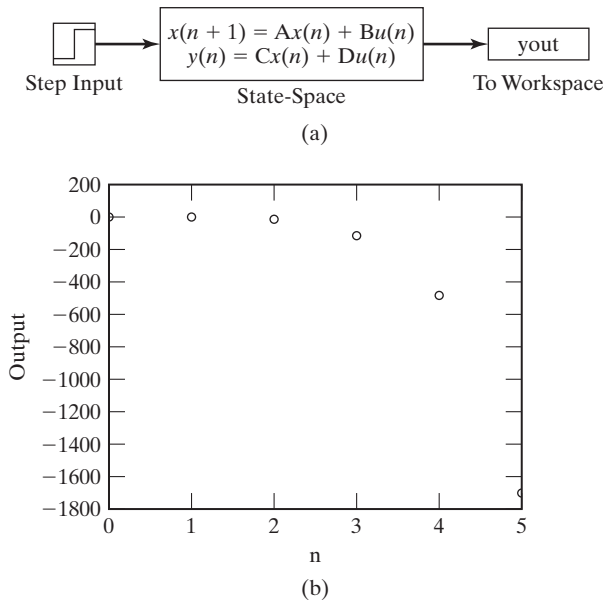 x(n + 1) = Ax(n) + Bu(n)
y(n) = Cx(n) + Du(n)
yout
Step Input
State-Space
To Workspace
(a)
200
0
−200
−400
−600
−800
−1000
−1200
−1400
−1600
−1800
Output
0 1 2 3 4 5
n
(b)